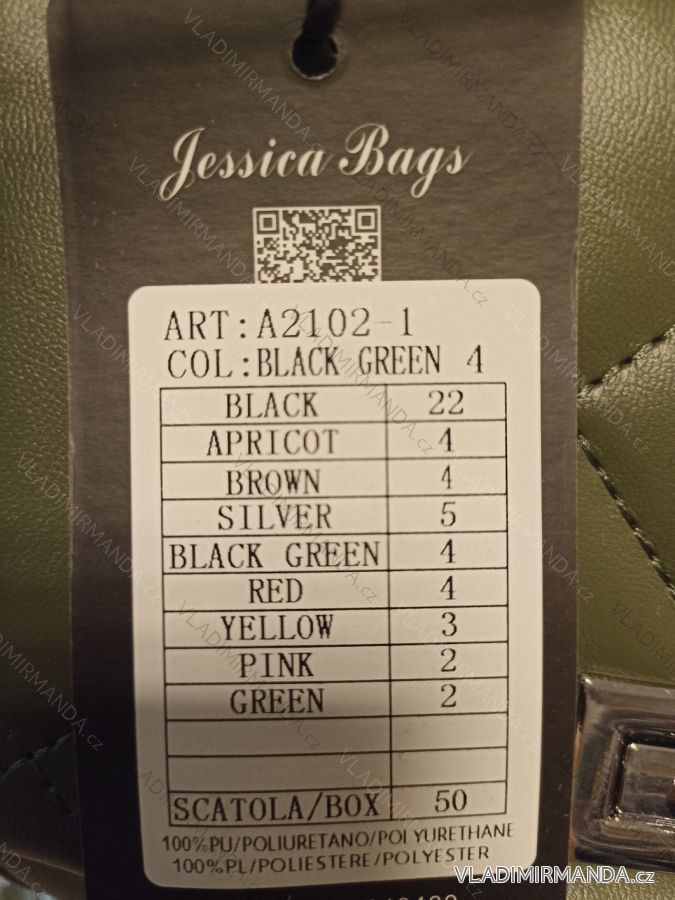 Jessica Bags
ART:A2102-1
COL:BLACK GREEN 4
BLACK 22
APRICOT 4
BROWN 4
SILVER 5
BLACK GREEN 4
RED 4
YELLOW 3
PINK 2
GREEN 2
SCATOLA/BOX 50
100%PU/POLIURETANO/POLYURETHANE
100%PL/POLIESTERE/POLYESTER
VLADIMIRMANDA.cz